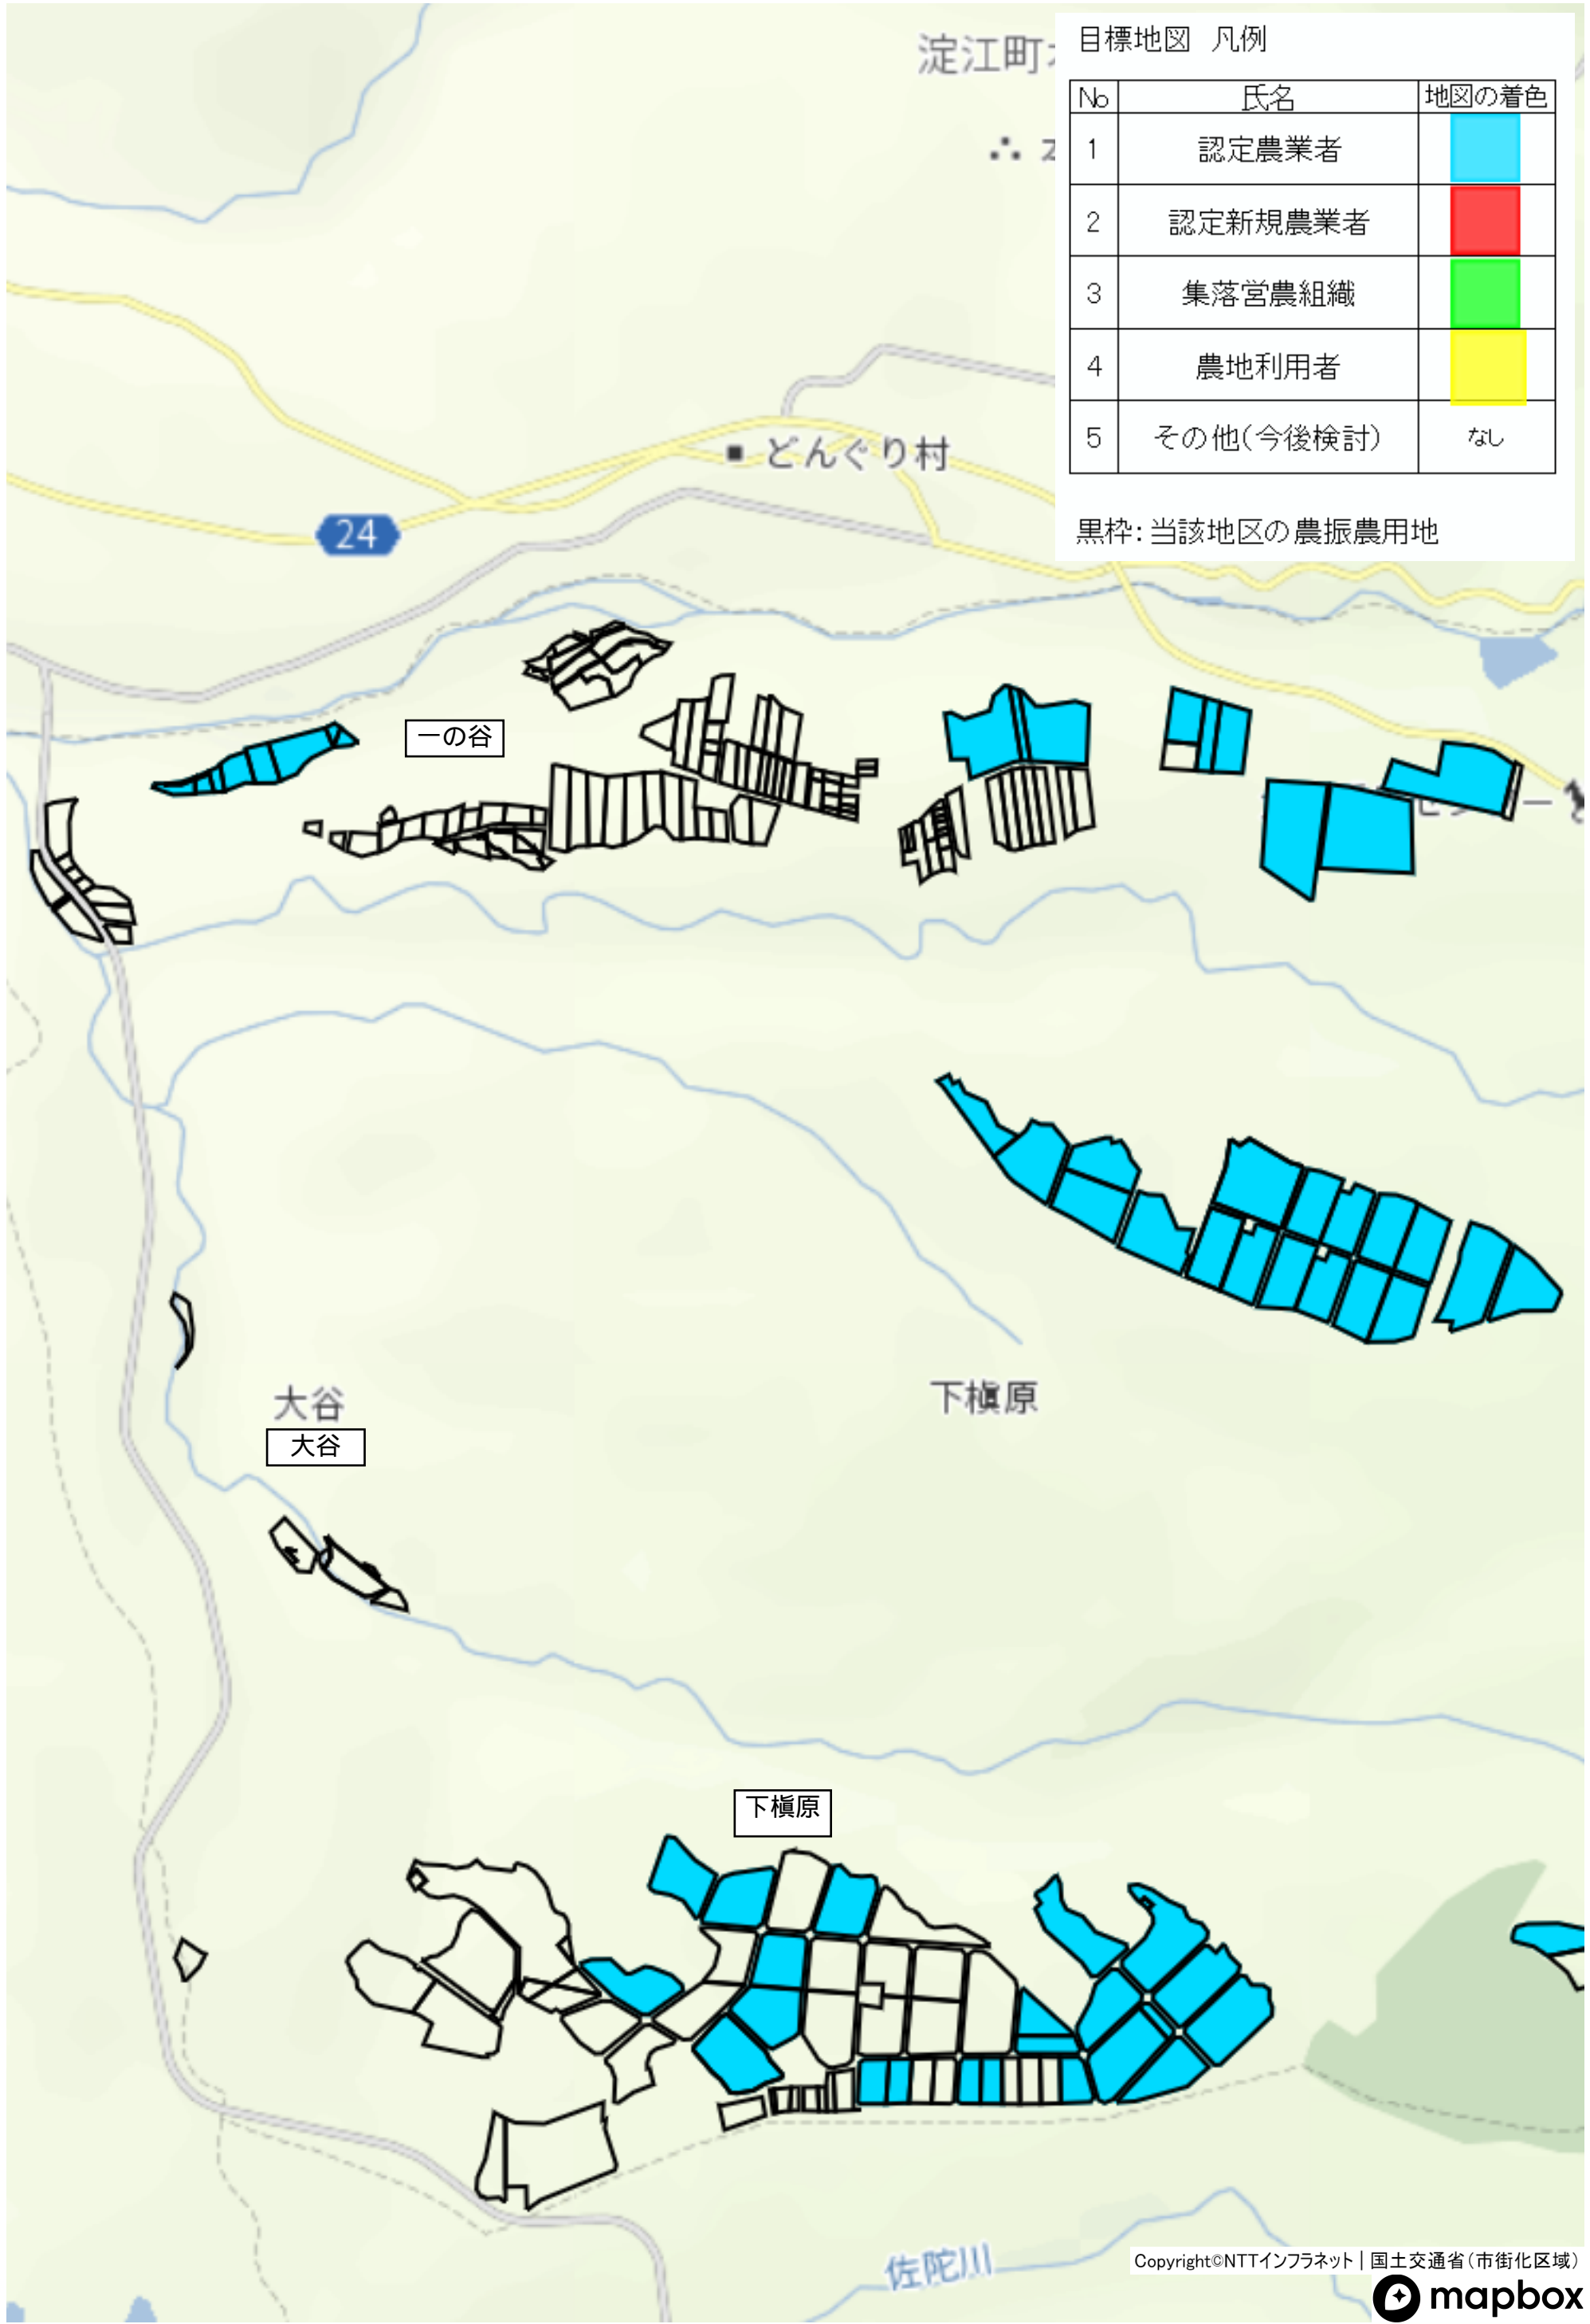 淀江町
目標地図 凡例
No 氏名 地図の着色
1 認定農業者
2 認定新規農業者
3 集落営農組織
4 農地利用者
5 その他(今後検討) なし
黒枠:当該地区の農振農用地
どんぐり村
24
一の谷
下槇原
大谷
大谷
下槇原
佐陀川
Copyright©NTTインフラネット | 国土交通省(市街化区域)
mapbox